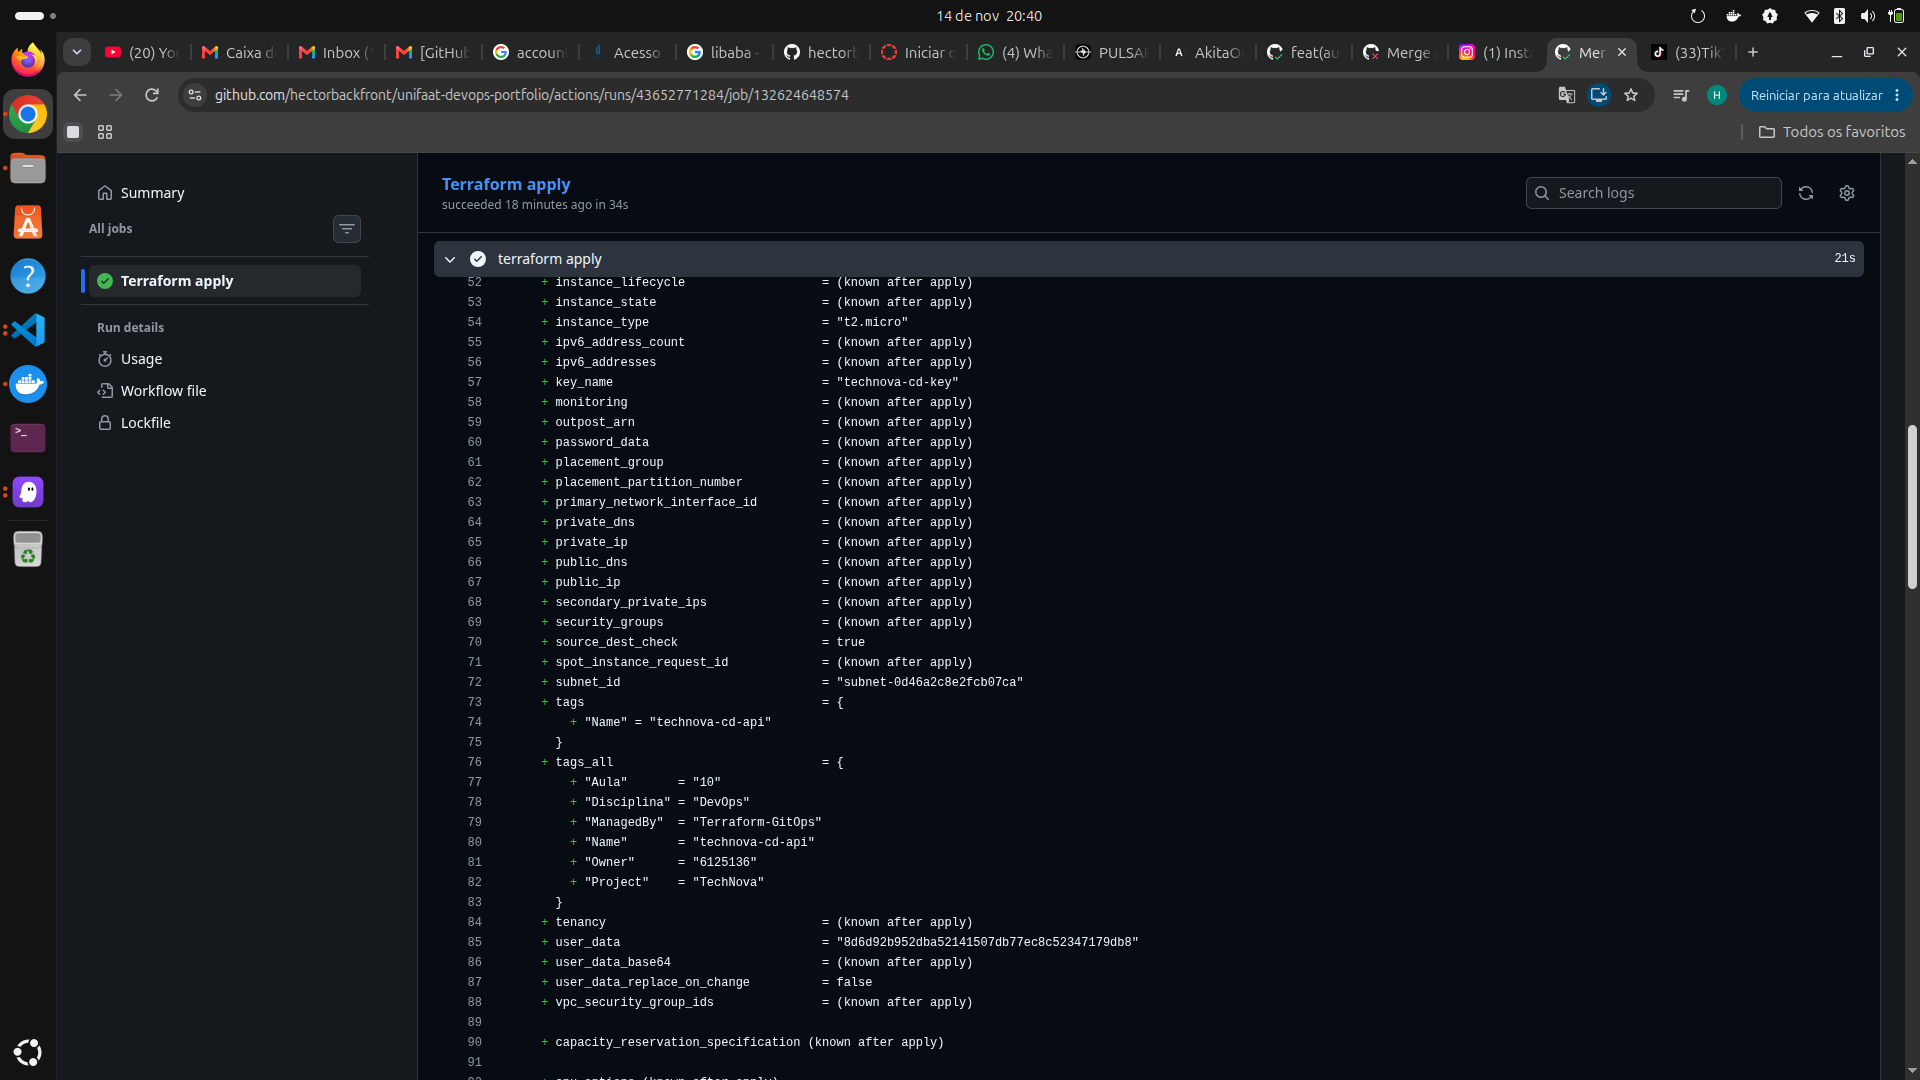 14 de nov 20:40
(20) Yo
Caixa d
Inbox (
[GitHub
accoun
Acesso
libaba -
hectorb
Iniciar c
(4) Wha
PULSAR
AkitaO
feat(au
Merge
(1) Inst
Mer
(33)Tik
github.com/hectorbackfront/unifaat-devops-portfolio/actions/runs/43652771284/job/132624648574
H
Reiniciar para atualizar
Todos os favoritos
Summary
All jobs
Terraform apply
Run details
Usage
Workflow file
Lockfile
Terraform apply
succeeded 18 minutes ago in 34s
Search logs
terraform apply
21s
52 + instance_lifecycle = (known after apply)
53 + instance_state = (known after apply)
54 + instance_type = "t2.micro"
55 + ipv6_address_count = (known after apply)
56 + ipv6_addresses = (known after apply)
57 + key_name = "technova-cd-key"
58 + monitoring = (known after apply)
59 + outpost_arn = (known after apply)
60 + password_data = (known after apply)
61 + placement_group = (known after apply)
62 + placement_partition_number = (known after apply)
63 + primary_network_interface_id = (known after apply)
64 + private_dns = (known after apply)
65 + private_ip = (known after apply)
66 + public_dns = (known after apply)
67 + public_ip = (known after apply)
68 + secondary_private_ips = (known after apply)
69 + security_groups = (known after apply)
70 + source_dest_check = true
71 + spot_instance_request_id = (known after apply)
72 + subnet_id = "subnet-0d46a2c8e2fcb07ca"
73 + tags = {
74 + "Name" = "technova-cd-api"
75 }
76 + tags_all = {
77 + "Aula" = "10"
78 + "Disciplina" = "DevOps"
79 + "ManagedBy" = "Terraform-GitOps"
80 + "Name" = "technova-cd-api"
81 + "Owner" = "6125136"
82 + "Project" = "TechNova"
83 }
84 + tenancy = (known after apply)
85 + user_data = "8d6d92b952dba52141507db77ec8c52347179db8"
86 + user_data_base64 = (known after apply)
87 + user_data_replace_on_change = false
88 + vpc_security_group_ids = (known after apply)
89
90 + capacity_reservation_specification (known after apply)
91